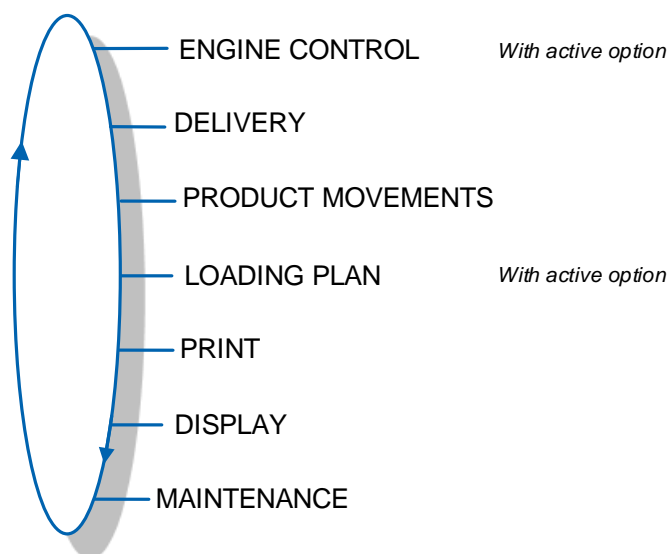 ENGINE CONTROL With active option
DELIVERY
PRODUCT MOVEMENTS
LOADING PLAN With active option
PRINT
DISPLAY
MAINTENANCE